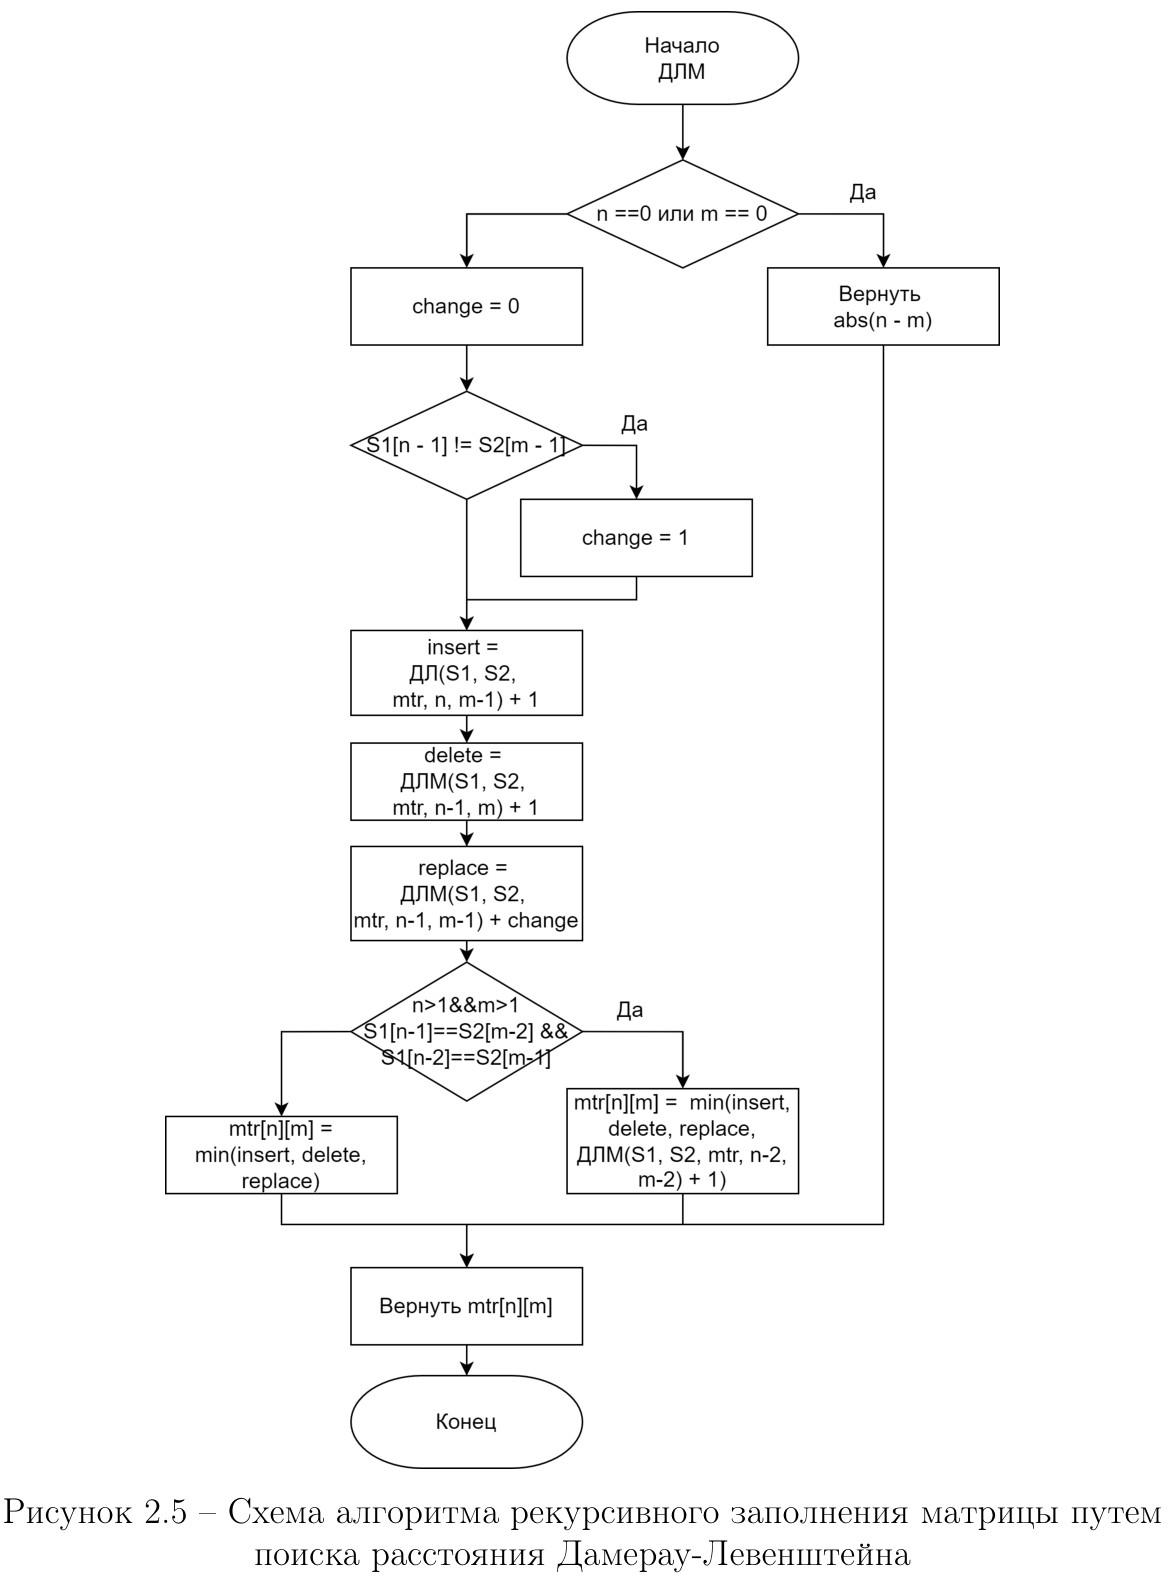 Начало
ДЛМ
n ==0 или m == 0
Да
change = 0
Вернуть
abs(n - m)
S1[n - 1] != S2[m - 1]
Да
change = 1
insert =
ДЛ(S1, S2,
mtr, n, m-1) + 1
delete =
ДЛМ(S1, S2,
mtr, n-1, m) + 1
replace =
ДЛМ(S1, S2,
mtr, n-1, m-1) + change
n>1&&m>1
S1[n-1]==S2[m-2] &&
S1[n-2]==S2[m-1]
Да
mtr[n][m] =
min(insert, delete,
replace)
mtr[n][m] = min(insert,
delete, replace,
ДЛМ(S1, S2, mtr, n-2,
m-2) + 1)
Вернуть mtr[n][m]
Конец
Рисунок 2.5 – Схема алгоритма рекурсивного заполнения матрицы путем
поиска расстояния Дамерау-Левенштейна